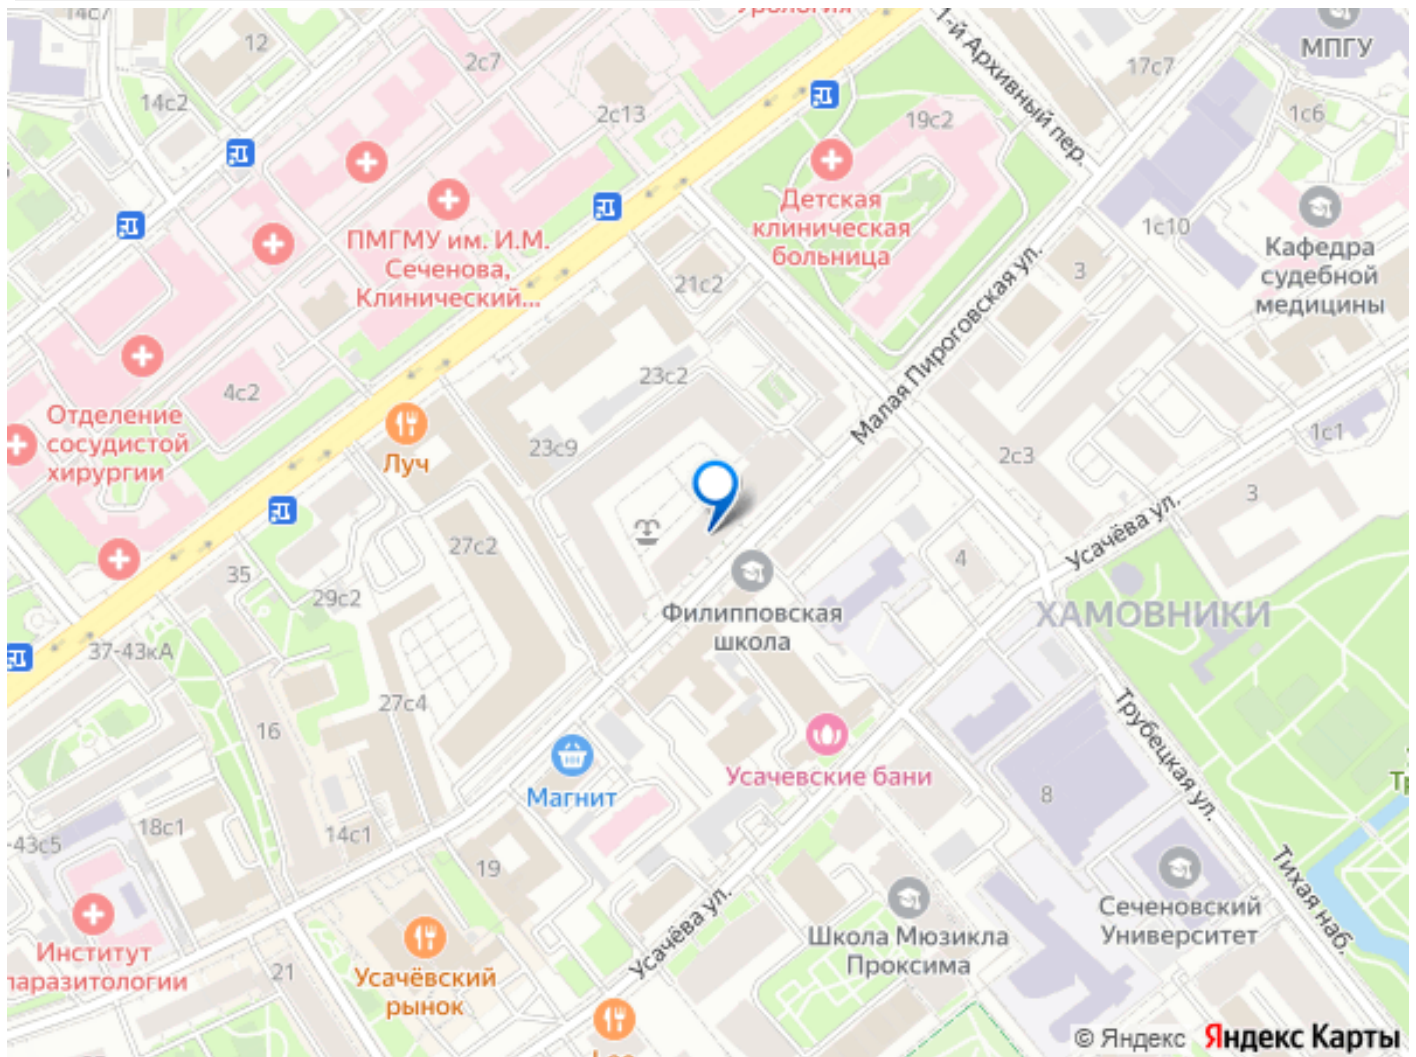 14с7
Урология
12
2с7
14с2
2с13
1-й Архивный пер.
17с7
МПГУ
1с6
19с2
Детская
клиническая
больница
1с10
Кафедра
судебной
медицины
ПМГМУ им. И.М.
Сеченова,
Клинический...
21с2
3
Малая Пироговская ул.
23с2
4с2
Отделение
сосудистой
хирургии
Луч
23с9
2с3
1с1
3
Усачёва ул.
27с2
35
29с2
4
Филипповская
школа
ХАМОВНИКИ
37-43кА
27с4
16
Трубецкая ул.
Усачевские бани
Магнит
8
18с1
14с1
-43с5
19
Тихая наб.
Сеченовский
Университет
Усачёва ул.
Школа Мюзикла
Проксима
Институт
паразитологии
21
Усачёвский
рынок
© Яндекс Яндекс Карты